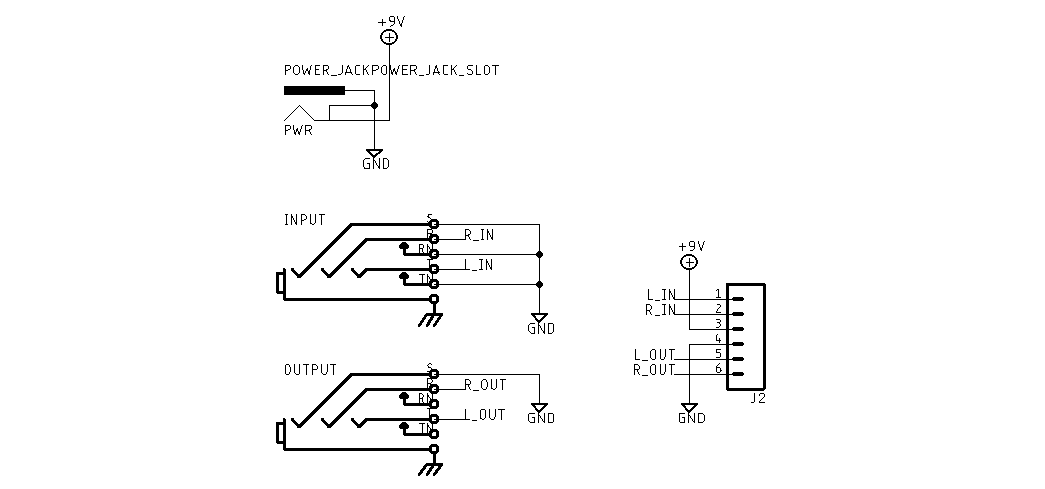 +9V
POWER_JACKPOWER_JACK_SLOT
PWR
GND
INPUT
S
R
R_IN
RN
T
L_IN
TN
GND
+9V
L_IN 1
R_IN 2
3
4
L_OUT 5
R_OUT 6
GND
J2
OUTPUT
S
R
R_OUT
RN
T
L_OUT
TN
GND